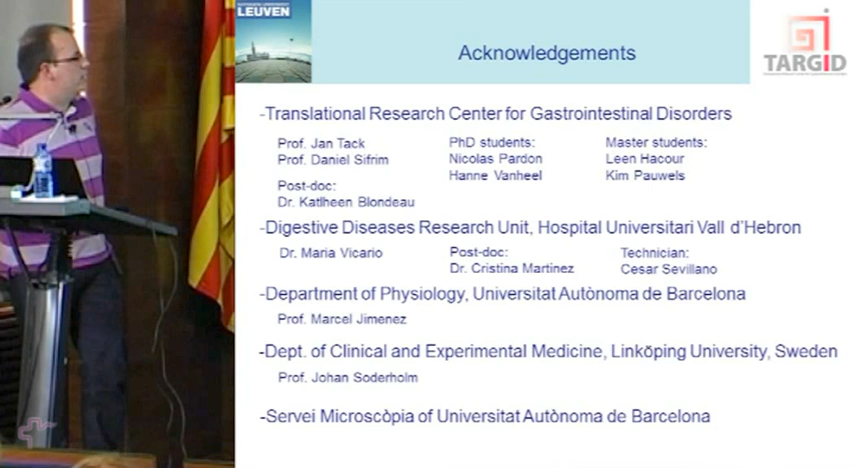 LEUVEN
Acknowledgements
TARGID
-Translational Research Center for Gastrointestinal Disorders
Prof. Jan Tack
Prof. Daniel Sifrim
Post-doc:
Dr. Katlheen Blondeau
PhD students:
Nicolas Pardon
Hanne Vanheel
Master students:
Leen Hacour
Kim Pauwels
-Digestive Diseases Research Unit, Hospital Universitari Vall d'Hebron
Dr. Maria Vicario
Post-doc:
Dr. Cristina Martinez
Technician:
Cesar Sevillano
-Department of Physiology, Universitat Autònoma de Barcelona
Prof. Marcel Jimenez
-Dept. of Clinical and Experimental Medicine, Linköping University, Sweden
Prof. Johan Soderholm
-Servei Microscòpia of Universitat Autònoma de Barcelona